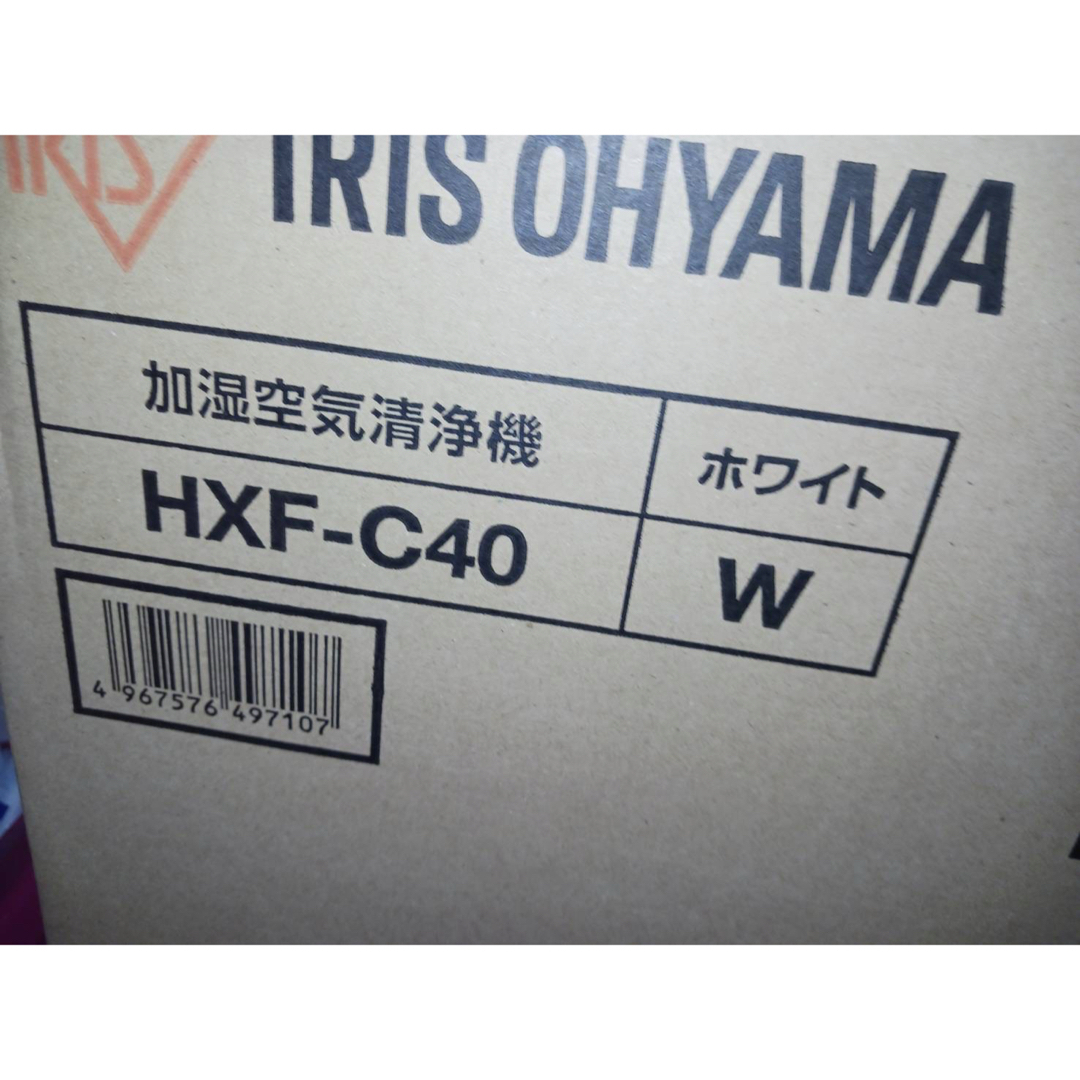 IRIS
IRIS OHYAMA
加湿空気清浄機
ホワイト
HXF-C40
W
4 967576 497107